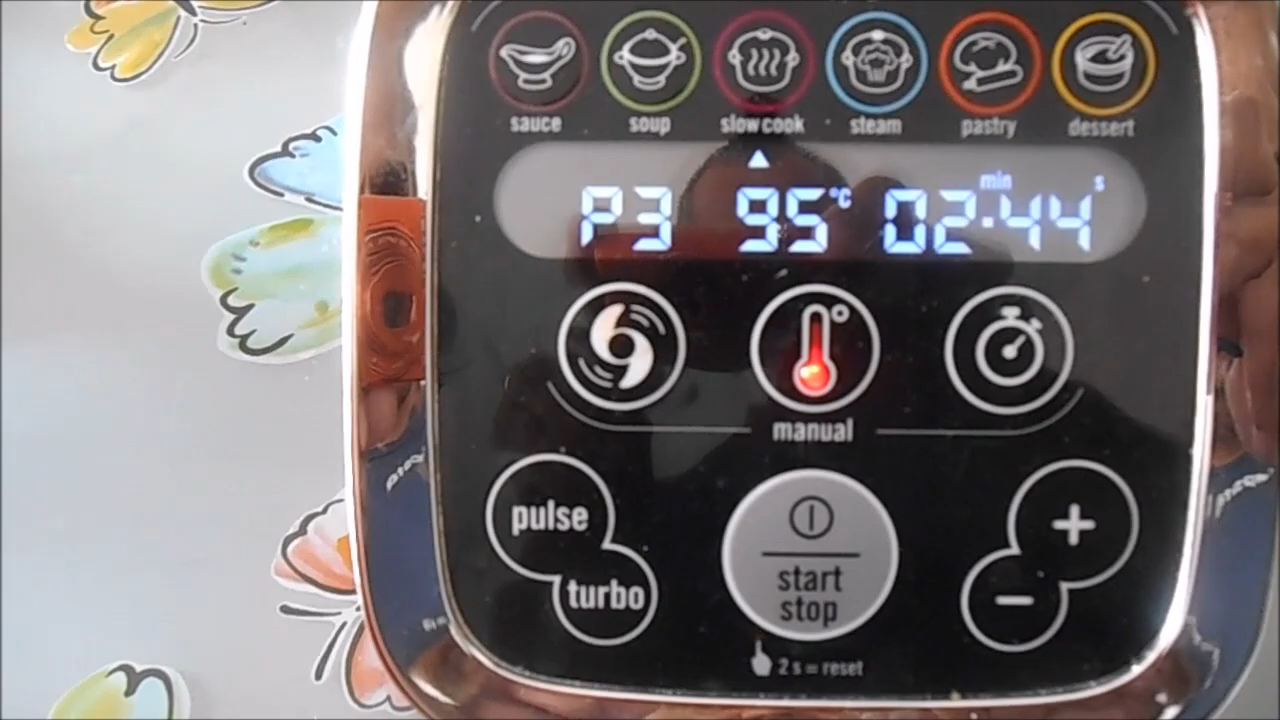 sauce soup slow cook steam pastry dessert
min s
P3 95°C 02.44
manual
pulse
turbo
start
stop
+
-
2 s = reset